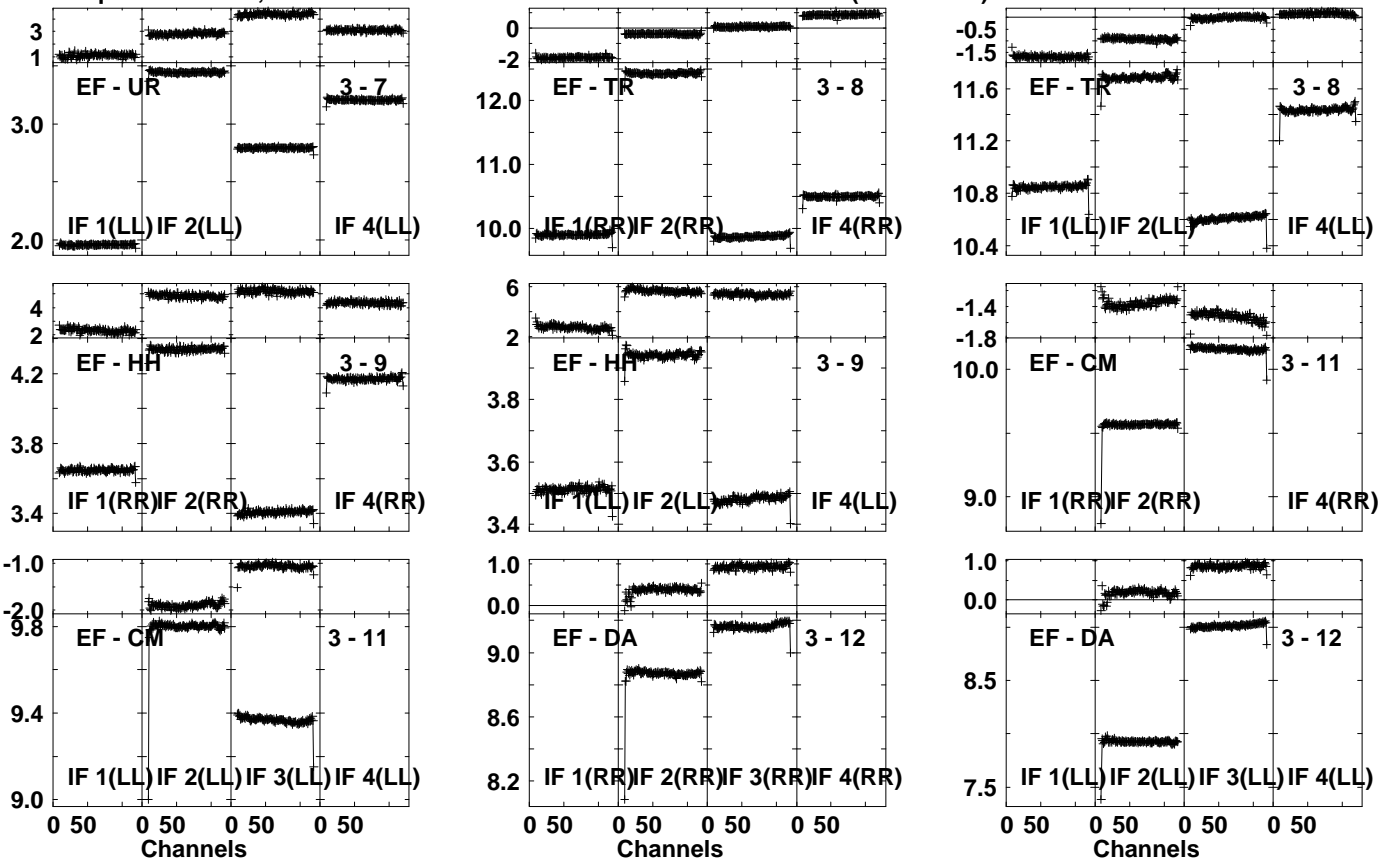 3
1
EF - UR 3 - 7
3.0
2.0
IF 1(LL) IF 2(LL) IF 4(LL)
0
-2
EF - TR 3 - 8
12.0
11.0
10.0
IF 1(RR) IF 2(RR) IF 4(RR)
-0.5
-1.5
EF - TR 3 - 8
11.6
11.2
10.8
10.4
IF 1(LL) IF 2(LL) IF 4(LL)
4
2
EF - HH 3 - 9
4.2
3.8
3.4
IF 1(RR) IF 2(RR) IF 4(RR)
6
2
EF - HH 3 - 9
3.8
3.6
3.4
IF 1(LL) IF 2(LL) IF 4(LL)
-1.4
-1.8
EF - CM 3 - 11
10.0
9.0
IF 1(RR) IF 2(RR) IF 4(RR)
-1.0
-2.0
EF - CM 3 - 11
9.8
9.4
9.0
IF 1(LL) IF 2(LL) IF 3(LL) IF 4(LL)
0 50 0 50 0 50 0 50
Channels
1.0
0.0
EF - DA 3 - 12
9.0
8.6
8.2
IF 1(RR) IF 2(RR) IF 3(RR) IF 4(RR)
0 50 0 50 0 50 0 50
Channels
1.0
0.0
EF - DA 3 - 12
8.5
7.5
IF 1(LL) IF 2(LL) IF 3(LL) IF 4(LL)
0 50 0 50 0 50 0 50
Channels